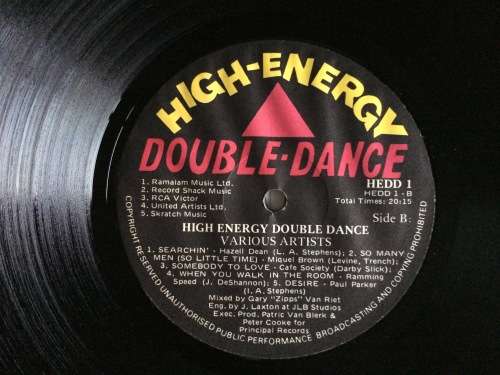 HIGH-ENERGY
DOUBLE-DANCE
1. Ramalam Music Ltd.
2. Record Shack Music
3. RCA Victor
4. United Artists Ltd.
5. Skratch Music
HEDD 1
HEDD 1 - B
Total Times: 20:15
Side B:
HIGH ENERGY DOUBLE DANCE
VARIOUS ARTISTS
1. SEARCHIN' - Hazell Dean (L. A. Stephens); 2. SO MANY
MEN (SO LITTLE TIME) - Miquel Brown (Levine, Trench);
3. SOMEBODY TO LOVE - Cafe Society (Darby Slick);
4. WHEN YOU WALK IN THE ROOM - Ramming
Speed (J. DeShannon); 5. DESIRE - Paul Parker
(I. A. Stephens)
Mixed by Gary "Zipps" Van Riet
Eng. by J. Laxton at JLB Studios
Exec. Prod. Patric Van Blerk &
Peter Cooke for
Principal Records
COPYRIGHT RESERVED UNAUTHORISED PUBLIC PERFORMANCE BROADCASTING AND COPYING PROHIBITED